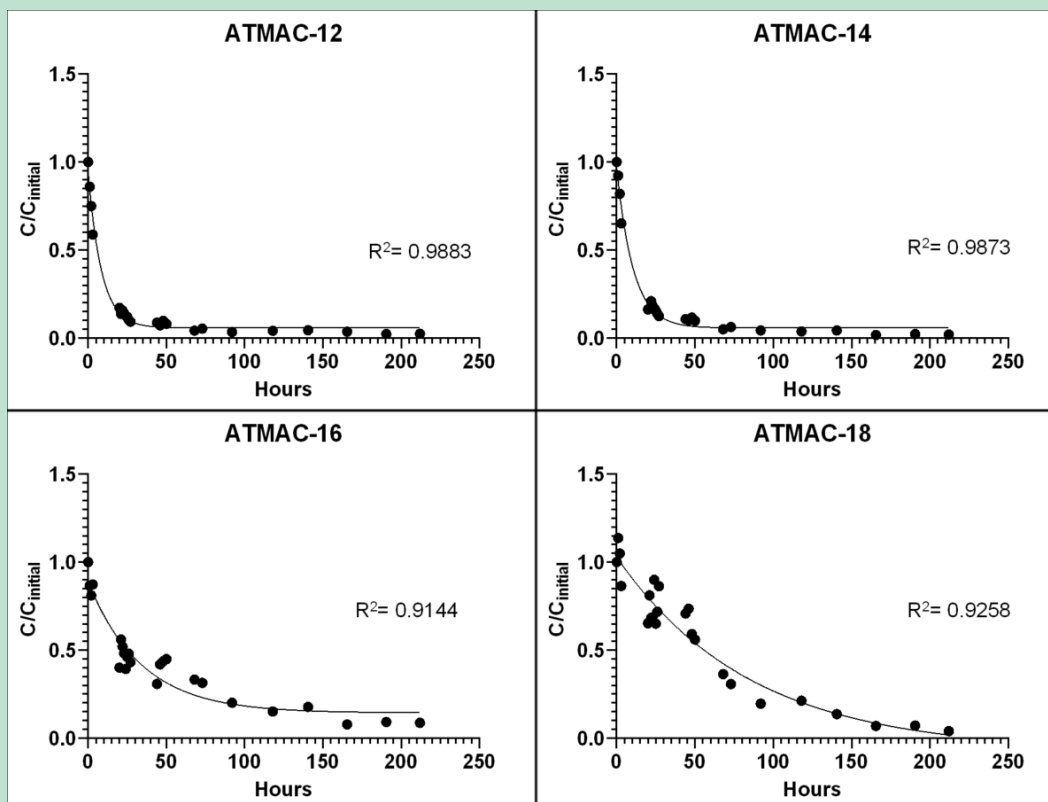 ATMAC-12
1.5
1.0
0.5
0.0
C/Cinitial
R²= 0.9883
0 50 100 150 200 250
Hours
ATMAC-14
1.5
1.0
0.5
0.0
C/Cinitial
R²= 0.9873
0 50 100 150 200 250
Hours
ATMAC-16
1.5
1.0
0.5
0.0
C/Cinitial
R²= 0.9144
0 50 100 150 200 250
Hours
ATMAC-18
1.5
1.0
0.5
0.0
C/Cinitial
R²= 0.9258
0 50 100 150 200 250
Hours